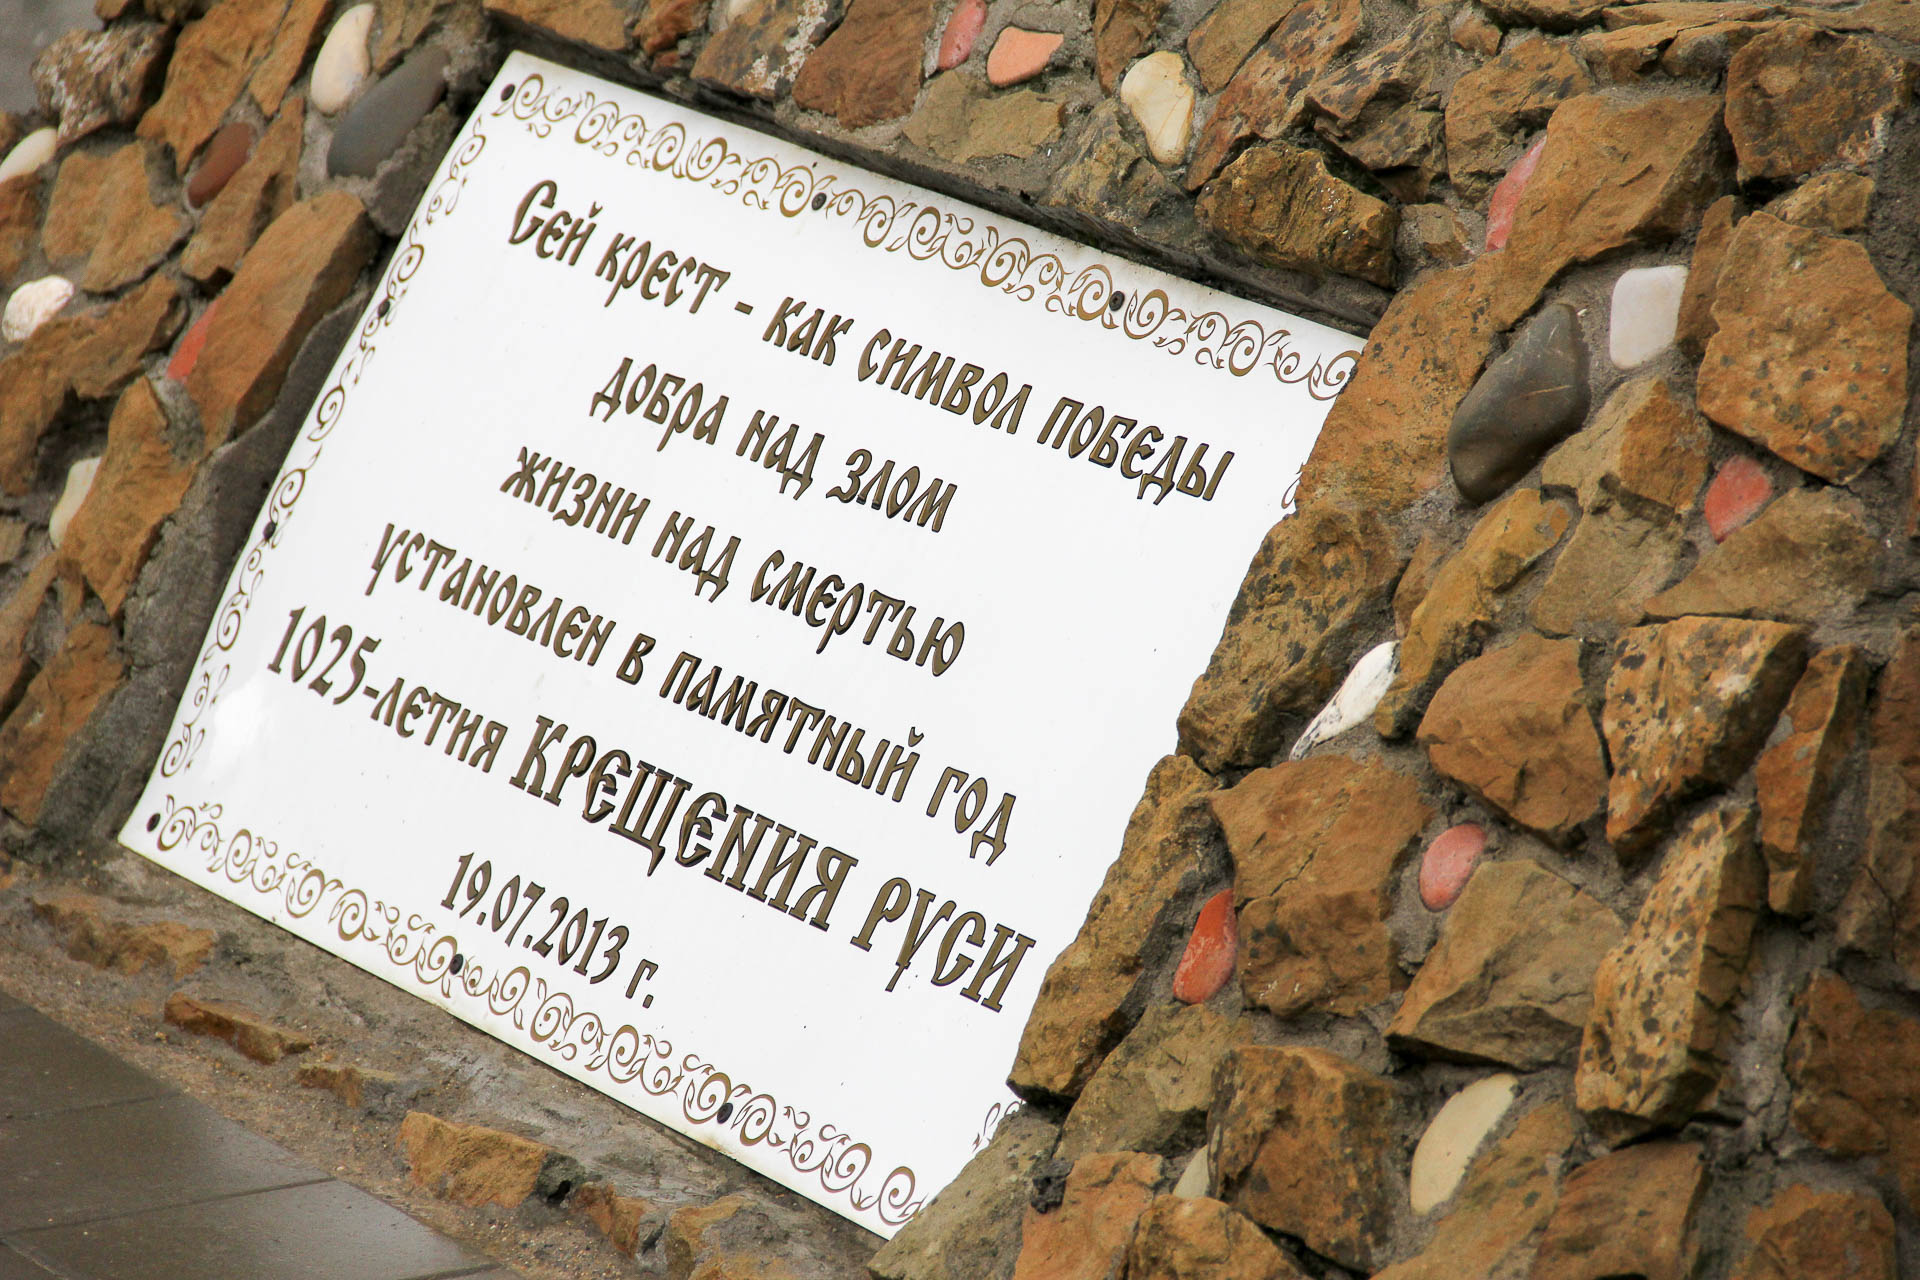 Сей крест - как символ победы
добра над злом
жизни над смертью
установлен в памятный год
1025-летия КРЕЩЕНИЯ РУСИ
19.07.2013 г.